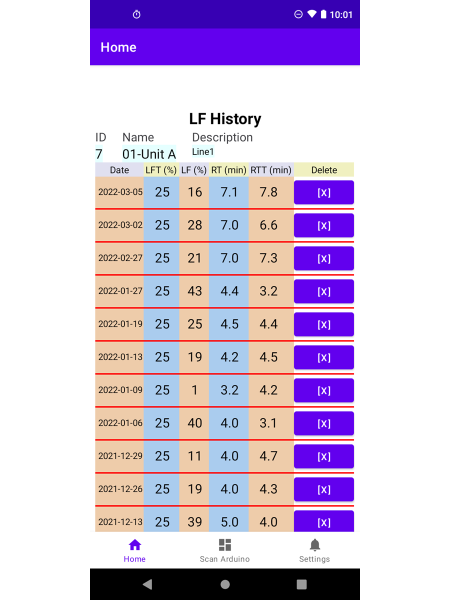 10:01
Home
LF History
ID Name Description
7 01-Unit A Line1
Date LFT (%) LF (%) RT (min) RTT (min) Delete
2022-03-05 25 16 7.1 7.8 [X]
2022-03-02 25 28 7.0 6.6 [X]
2022-02-27 25 21 7.0 7.3 [X]
2022-01-27 25 43 4.4 3.2 [X]
2022-01-19 25 25 4.5 4.4 [X]
2022-01-13 25 19 4.2 4.5 [X]
2022-01-09 25 1 3.2 4.2 [X]
2022-01-06 25 40 4.0 3.1 [X]
2021-12-29 25 11 4.0 4.7 [X]
2021-12-26 25 19 4.0 4.3 [X]
2021-12-13 25 39 5.0 4.0 [X]
Home Scan Arduino Settings